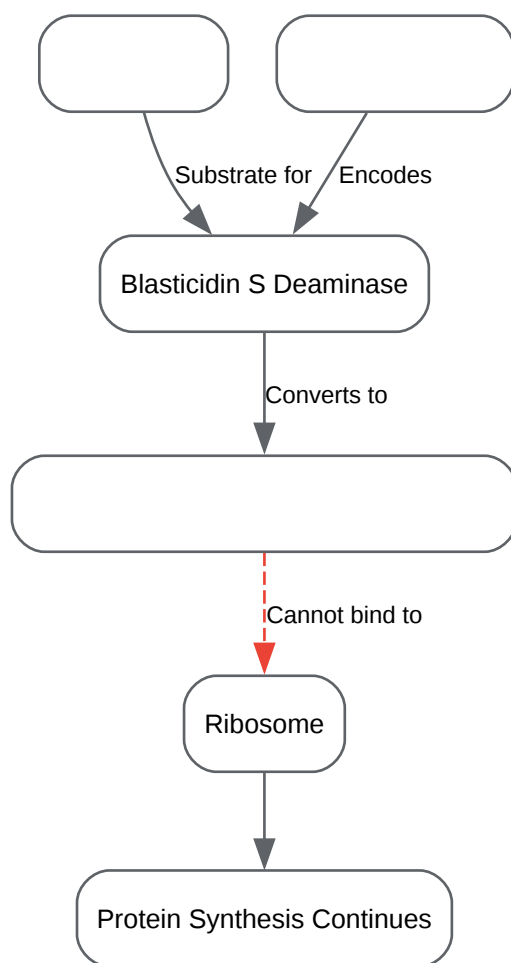 Substrate for
Encodes
Blasticidin S Deaminase
Converts to
Cannot bind to
Ribosome
Protein Synthesis Continues